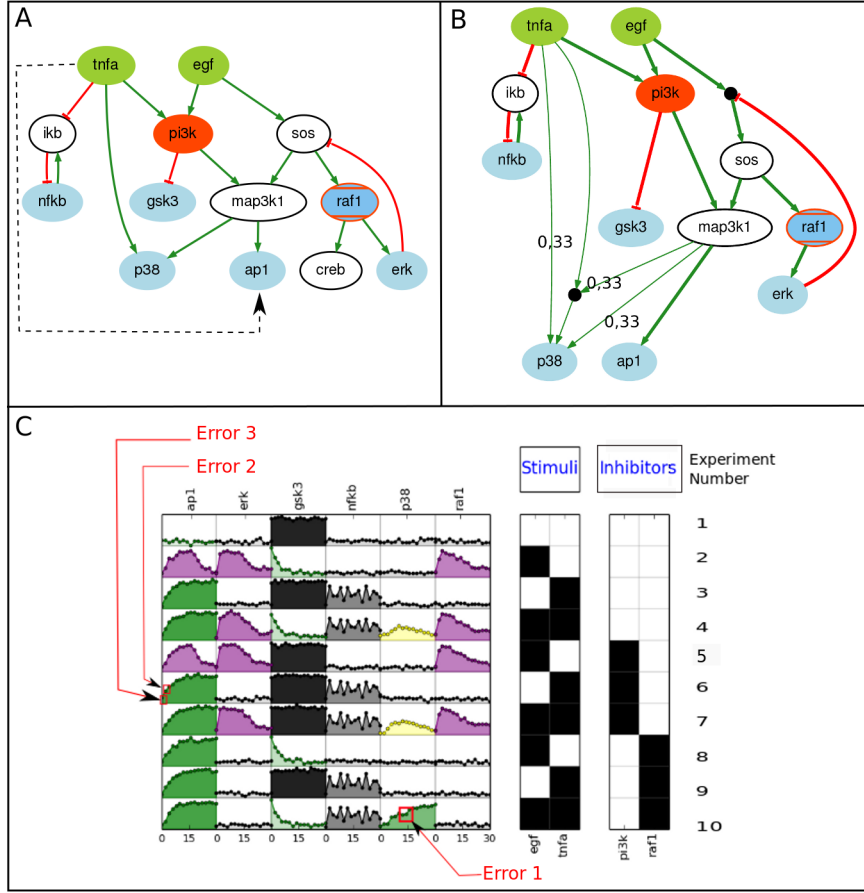 A
tnfa
egf
ikb
pi3k
sos
nfkb
gsk3
map3k1
raf1
p38
ap1
creb
erk
B
tnfa
egf
ikb
pi3k
nfkb
sos
gsk3
map3k1
raf1
0,33
0,33
erk
0,33
p38
ap1
C
Error 3
Error 2
Stimuli
Inhibitors
Experiment
Number
ap1
erk
gsk3
nfkb
p38
raf1
1
2
3
4
5
6
7
8
9
10
0 15 0 15 0 15 0 15 0 15 0 15 30
egf
tnfa
pi3k
raf1
Error 1